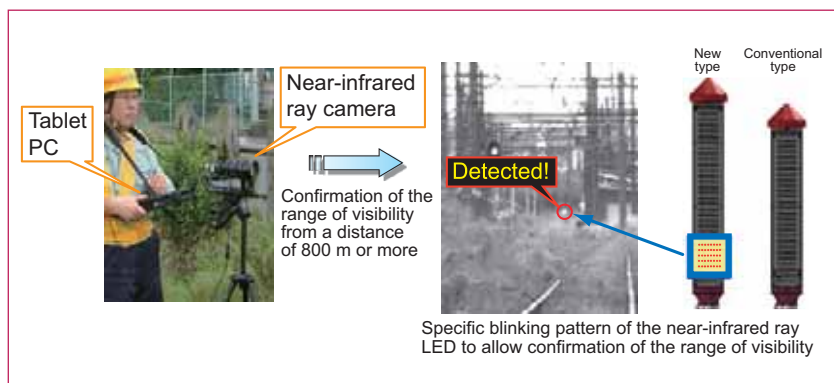 Tablet
PC
Near-infrared
ray camera
Confirmation of the
range of visibility
from a distance
of 800 m or more
Detected!
New
type
Conventional
type
Specific blinking pattern of the near-infrared ray
LED to allow confirmation of the range of visibility